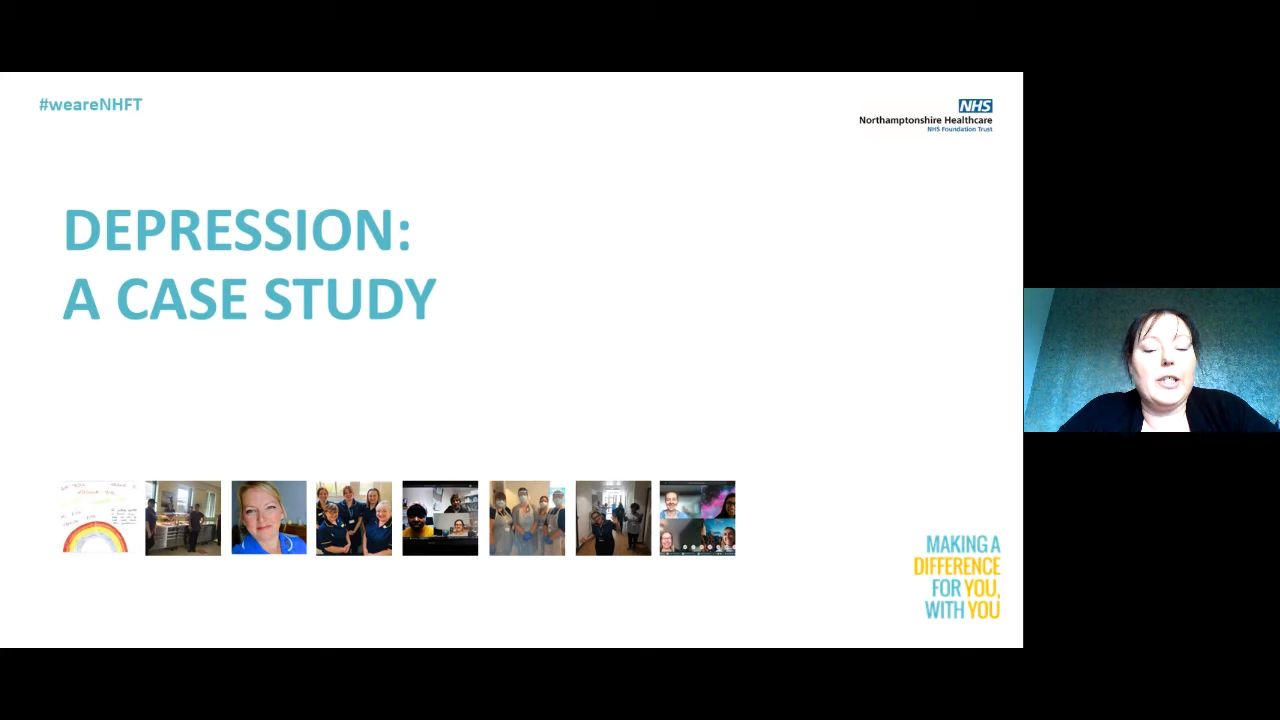 #weareNHFT
NHS
Northamptonshire Healthcare
NHS Foundation Trust
DEPRESSION:
A CASE STUDY
MAKING A
DIFFERENCE
FOR YOU,
WITH YOU